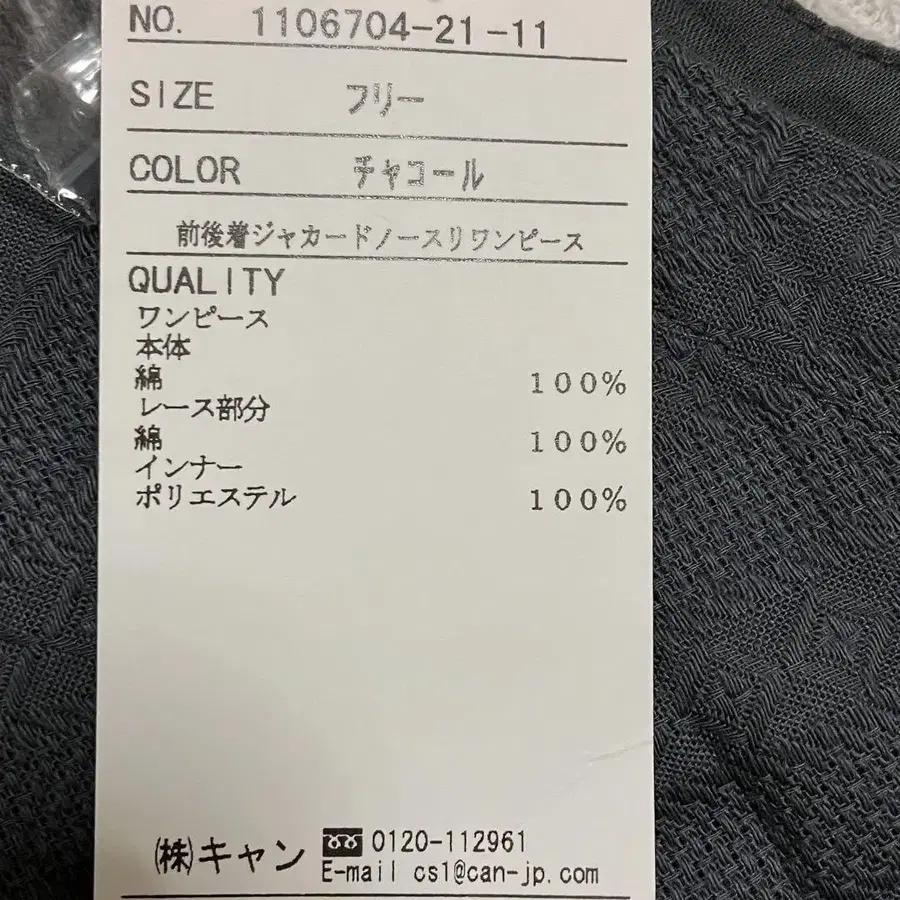 NO. 1106704-21-11
SIZE フリー
COLOR チャコール
前後着ジャカードノースリワンピース
QUALITY
ワンピース
本体
綿 100%
レース部分
綿 100%
インナー
ポリエステル 100%
㈱キャン 0120-112961
E-mail cs1@can-jp.com